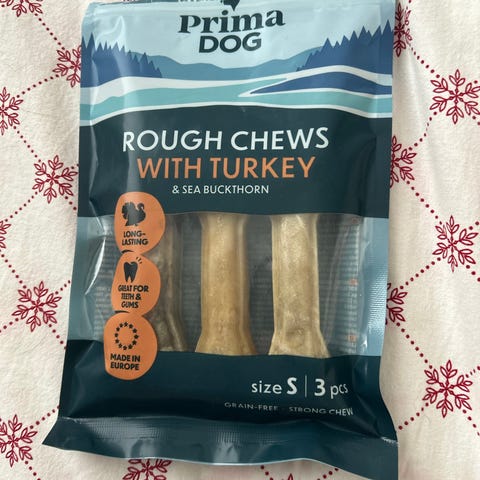 Prima
DOG
ROUGH CHEWS
WITH TURKEY
& SEA BUCKTHORN
LONG-
LASTING
GREAT FOR
TEETH &
GUMS
MADE IN
EUROPE
size S | 3 pcs
GRAIN-FREE · STRONG CHEW